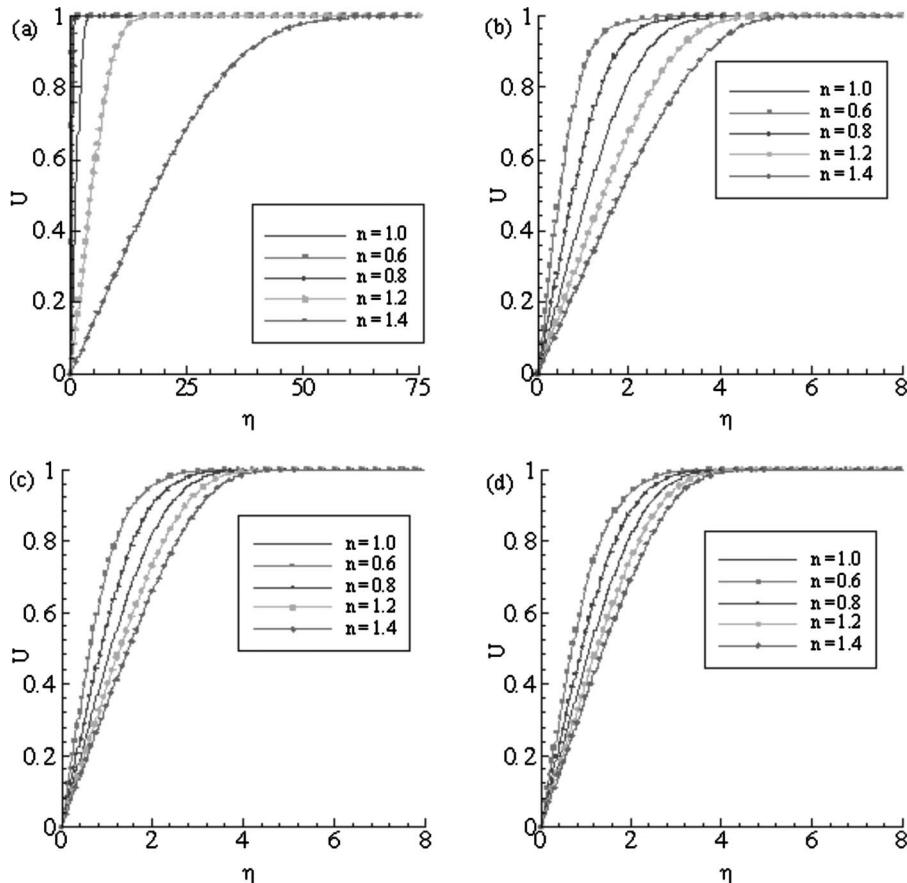 (a)
1
0.8
0.6
0.4
0.2
0
U
n = 1.0
n = 0.6
n = 0.8
n = 1.2
n = 1.4
0 25 50 75
η
(b)
1
0.8
0.6
0.4
0.2
0
U
n = 1.0
n = 0.6
n = 0.8
n = 1.2
n = 1.4
0 2 4 6 8
η
(c)
1
0.8
0.6
0.4
0.2
0
U
n = 1.0
n = 0.6
n = 0.8
n = 1.2
n = 1.4
0 2 4 6 8
η
(d)
1
0.8
0.6
0.4
0.2
0
U
n = 1.0
n = 0.6
n = 0.8
n = 1.2
n = 1.4
0 2 4 6 8
η